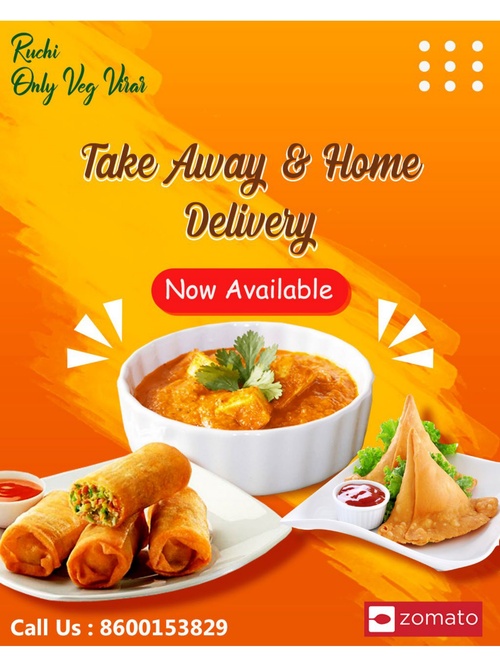 Ruchi
Only Veg Virar
Take Away & Home
Delivery
Now Available
Call Us : 8600153829
zomato